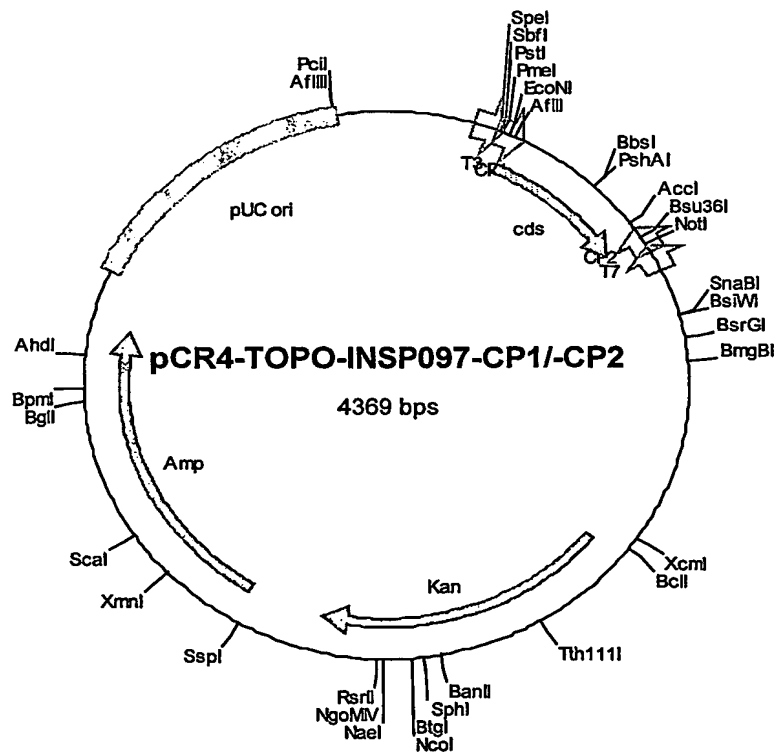 SpeI
SbfI
PstI
PmeI
EcoNI
AflII
PciI
AflIII
BbsI
PshAI
AccI
Bsu36I
NotI
T3
pUC ori
cds
T7
SnaBI
BsiWI
BsrGI
BmgBI
AhdI
pCR4-TOPO-INSP097-CP1/-CP2
4369 bps
BpmI
BglI
Amp
ScaI
XmnI
SspI
Kan
XcmI
BclI
Tth111I
RsrII
NgoMIV
NaeI
BanII
SphI
BtgI
NcoI